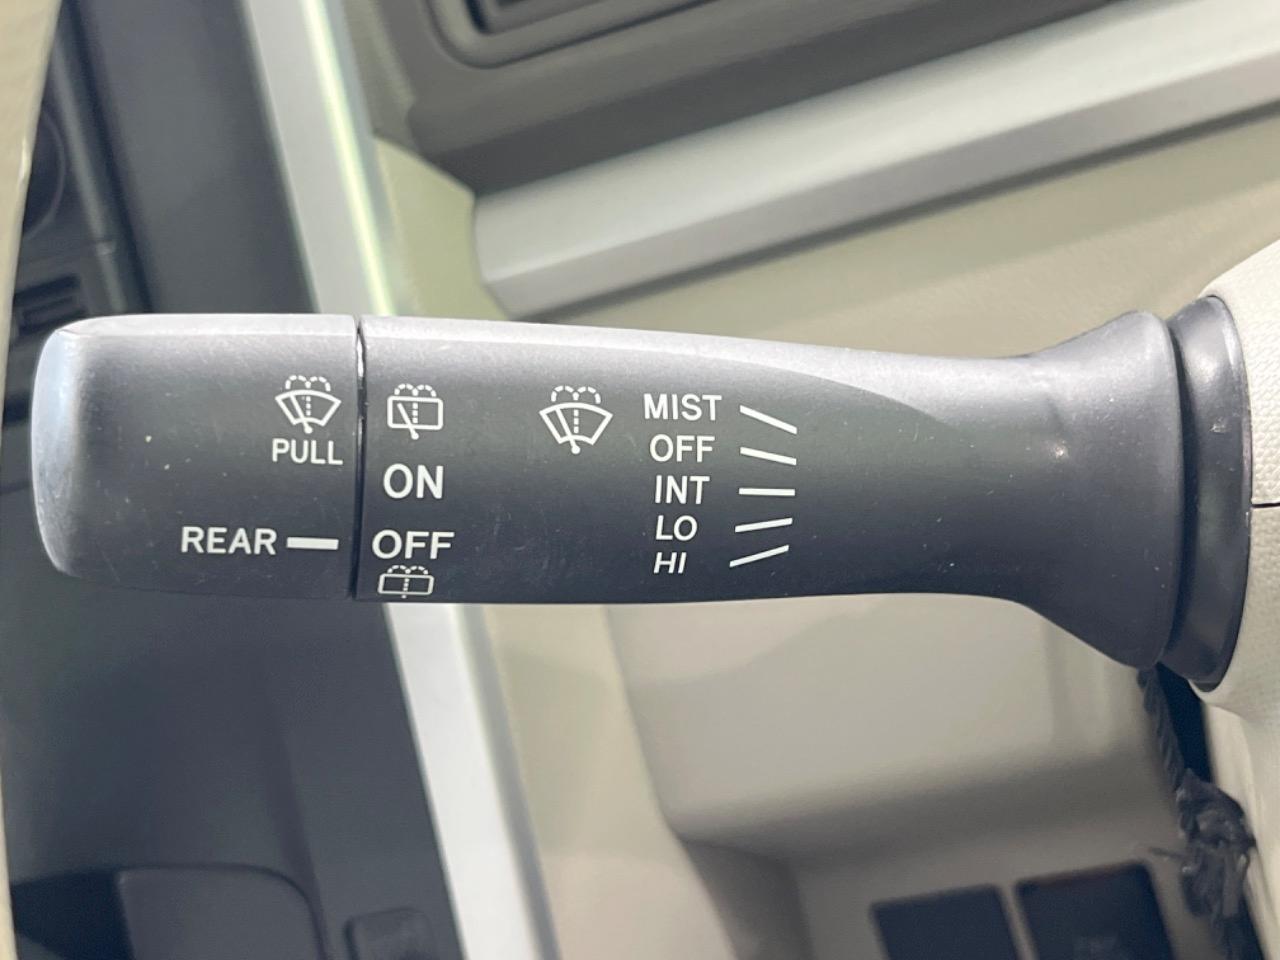 PULL
REAR
ON
OFF
MIST
OFF
INT
LO
HI